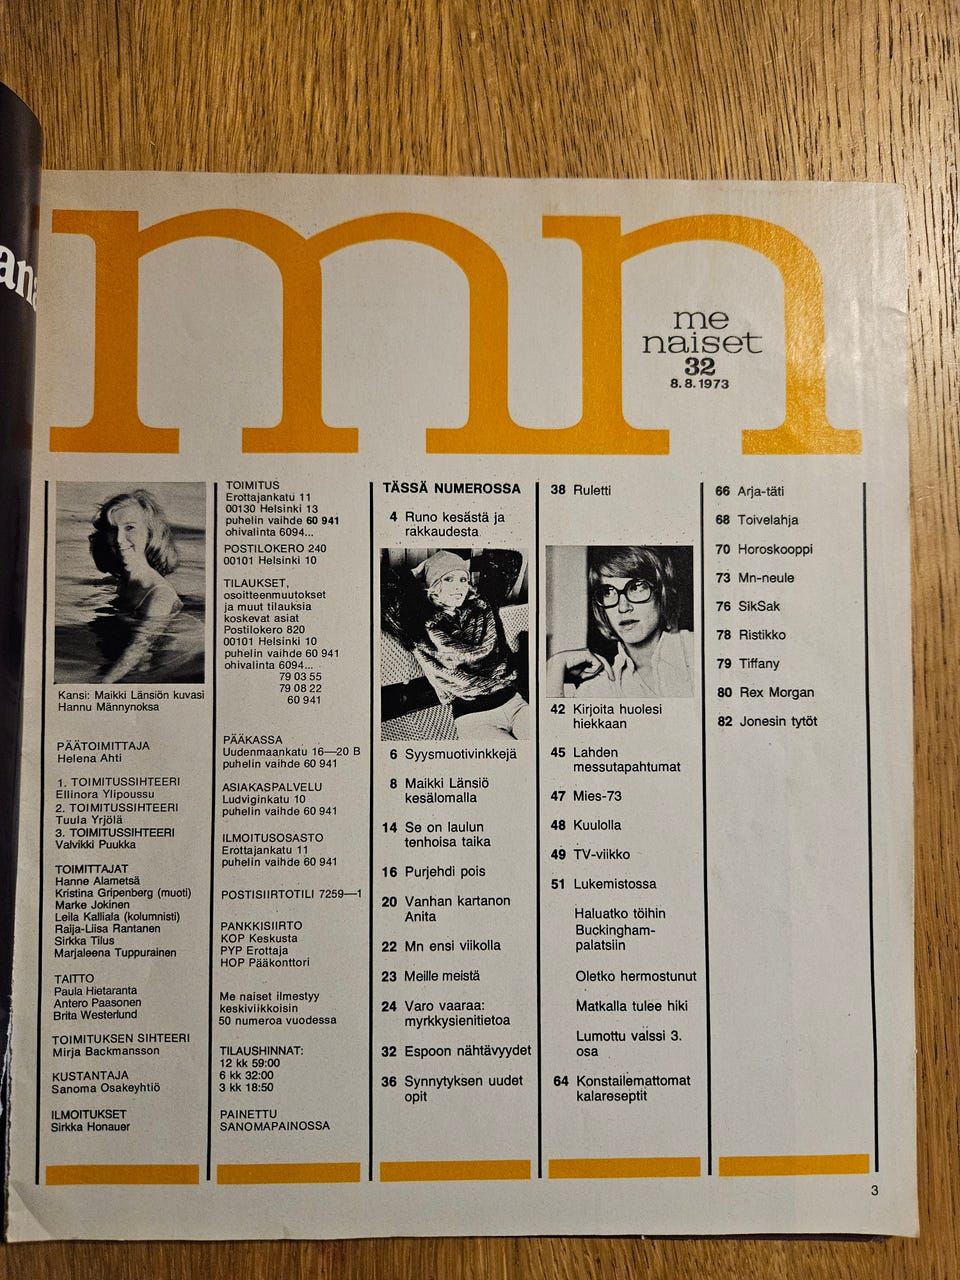 ana
mn
me
naiset
32
8.8.1973
Kansi: Maikki Länsiön kuvasi
Hannu Männynoksa
PÄÄTOIMITTAJA
Helena Ahti
1. TOIMITUSSIHTEERI
Ellinora Ylipoussu
2. TOIMITUSSIHTEERI
Tuula Yrjölä
3. TOIMITUSSIHTEERI
Valvikki Puukka
TOIMITTAJAT
Hanne Alametsä
Kristina Gripenberg (muoti)
Marke Jokinen
Leila Kalliala (kolumnisti)
Raija-Liisa Rantanen
Sirkka Tilus
Marjaleena Tuppurainen
TAITTO
Paula Hietaranta
Antero Paasonen
Brita Westerlund
TOIMITUKSEN SIHTEERI
Mirja Backmansson
KUSTANTAJA
Sanoma Osakeyhtiö
ILMOITUKSET
Sirkka Honauer
TOIMITUS
Erottajankatu 11
00130 Helsinki 13
puhelin vaihde 60 941
ohivalinta 6094...
POSTILOKERO 240
00101 Helsinki 10
TILAUKSET,
osoitteenmuutokset
ja muut tilauksia
koskevat asiat
Postilokero 820
00101 Helsinki 10
puhelin vaihde 60 941
ohivalinta 6094...
79 03 55
79 08 22
60 941
PÄÄKASSA
Uudenmaankatu 16—20 B
puhelin vaihde 60 941
ASIAKASPALVELU
Ludviginkatu 10
puhelin vaihde 60 941
ILMOITUSOSASTO
Erottajankatu 11
puhelin vaihde 60 941
POSTISIIRTOTILI 7259—1
PANKKISIIRTO
KOP Keskusta
PYP Erottaja
HOP Pääkonttori
Me naiset ilmestyy
keskiviikkoisin
50 numeroa vuodessa
TILAUSHINNAT:
12 kk 59:00
6 kk 32:00
3 kk 18:50
PAINETTU
SANOMAPAINOSSA
TÄSSÄ NUMEROSSA
4 Runo kesästä ja
rakkaudesta
6 Syysmuotivinkkejä
8 Maikki Länsiö
kesälomalla
14 Se on laulun
tenhoisa taika
16 Purjehdi pois
20 Vanhan kartanon
Anita
22 Mn ensi viikolla
23 Meille meistä
24 Varo vaaraa:
myrkkysienitietoa
32 Espoon nähtävyydet
36 Synnytyksen uudet
opit
38 Ruletti
42 Kirjoita huolesi
hiekkaan
45 Lahden
messutapahtumat
47 Mies-73
48 Kuulolla
49 TV-viikko
51 Lukemistossa
Haluatko töihin
Buckingham-
palatsiin
Oletko hermostunut
Matkalla tulee hiki
Lumottu valssi 3.
osa
64 Konstailemattomat
kalareseptit
66 Arja-täti
68 Toivelahja
70 Horoskooppi
73 Mn-neule
76 SikSak
78 Ristikko
79 Tiffany
80 Rex Morgan
82 Jonesin tytöt
3